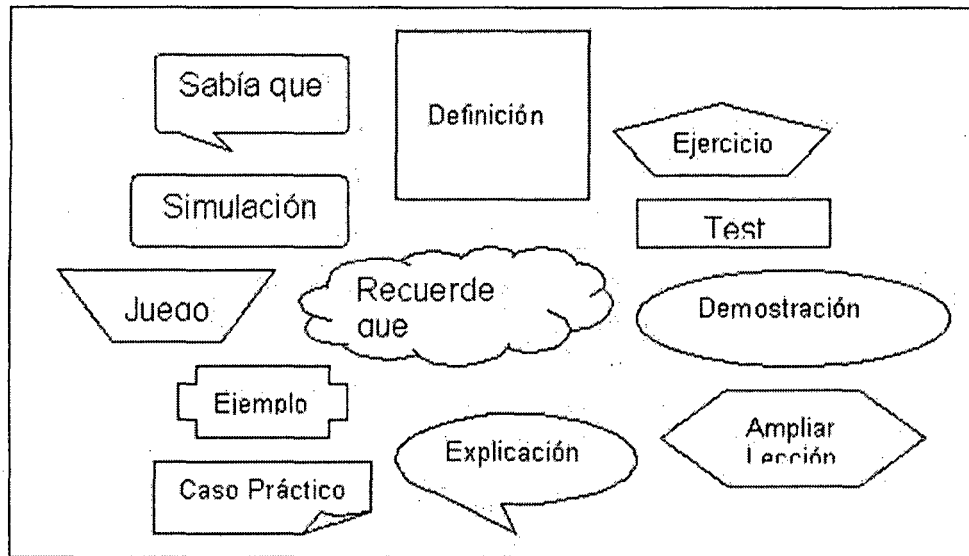 Sabía que
Definición
Ejercicio
Simulación
Test
Juego
Recuerde
que
Demostración
Ejemplo
Ampliar
Lección
Explicación
Caso Práctico